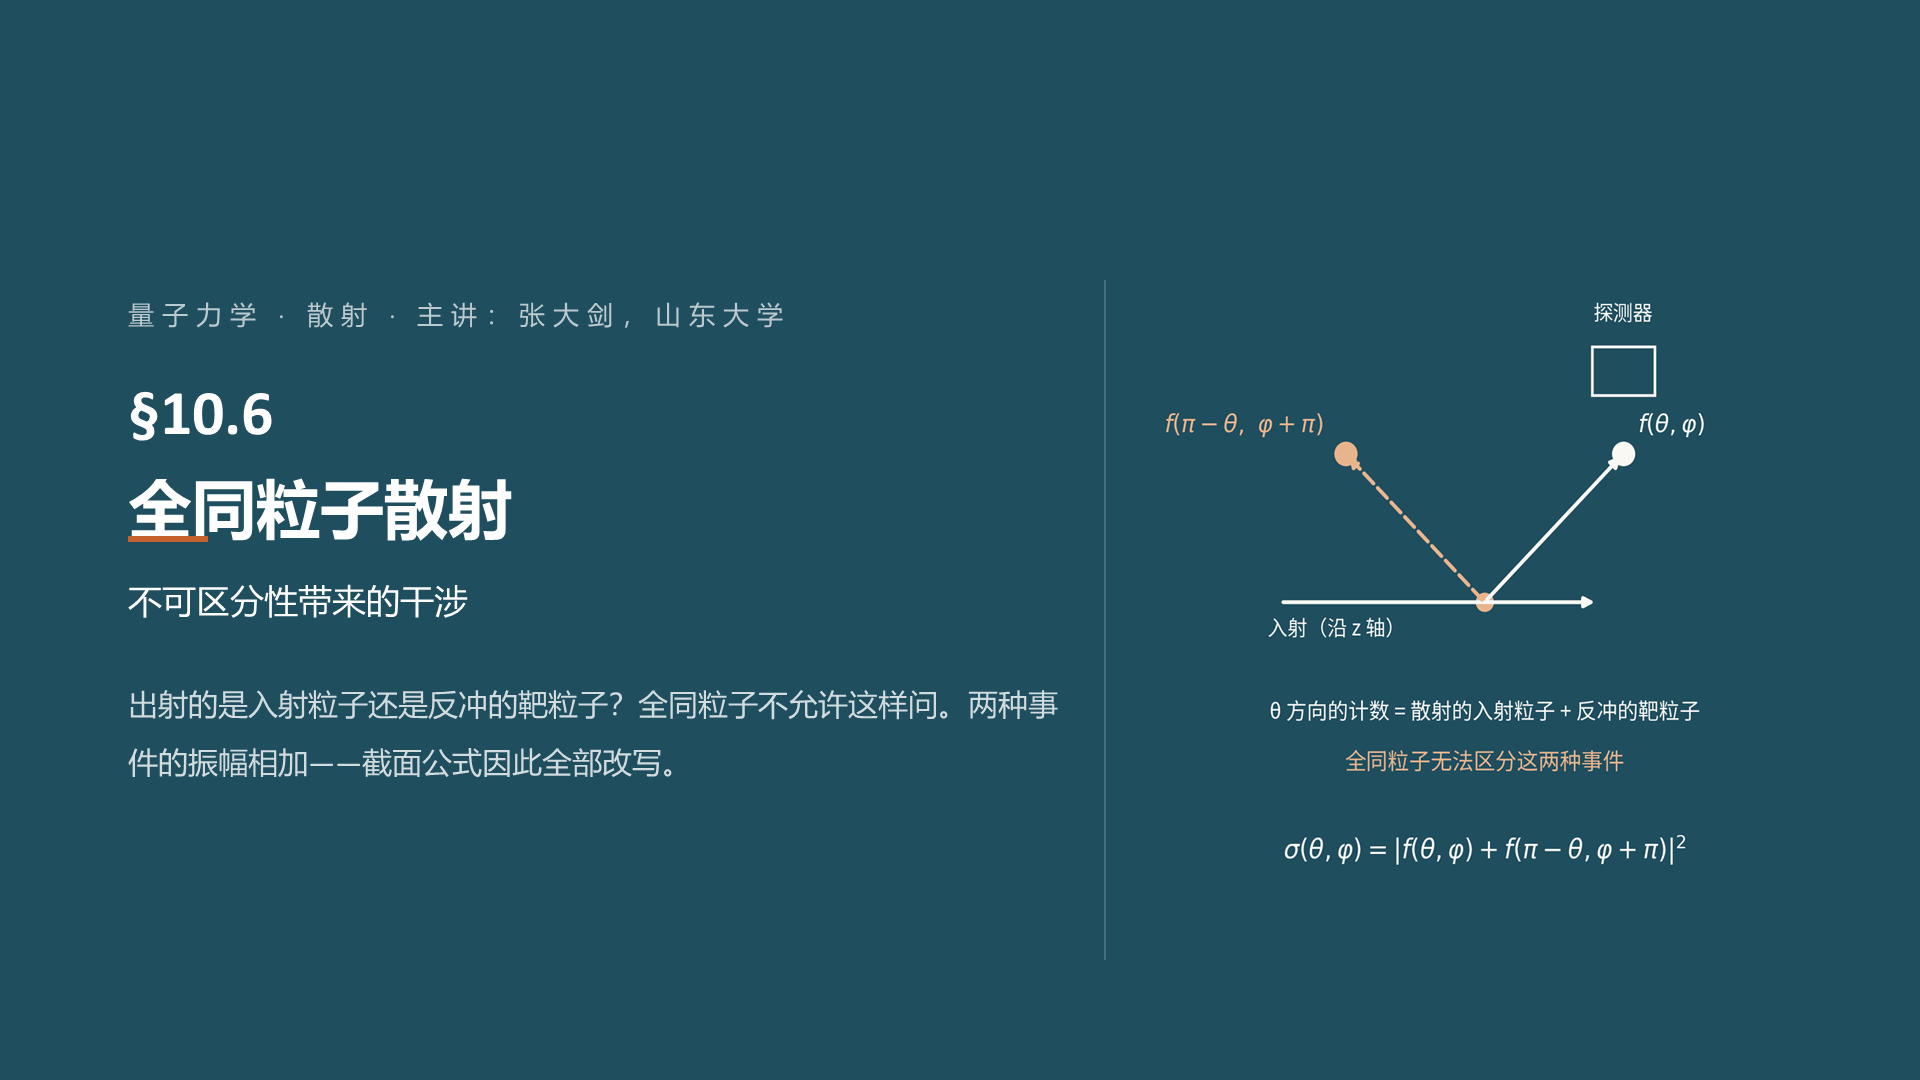 量子力学 · 散射 · 主讲：张大剑，山东大学
§10.6
全同粒子散射
不可区分性带来的干涉
出射的是入射粒子还是反冲的靶粒子？全同粒子不允许这样问。两种事
件的振幅相加——截面公式因此全部改写。
探测器
f(π − θ, φ + π)
f(θ, φ)
入射（沿 z 轴）
θ 方向的计数 = 散射的入射粒子 + 反冲的靶粒子
全同粒子无法区分这两种事件
σ(θ, φ) = |f(θ, φ) + f(π − θ, φ + π)|²